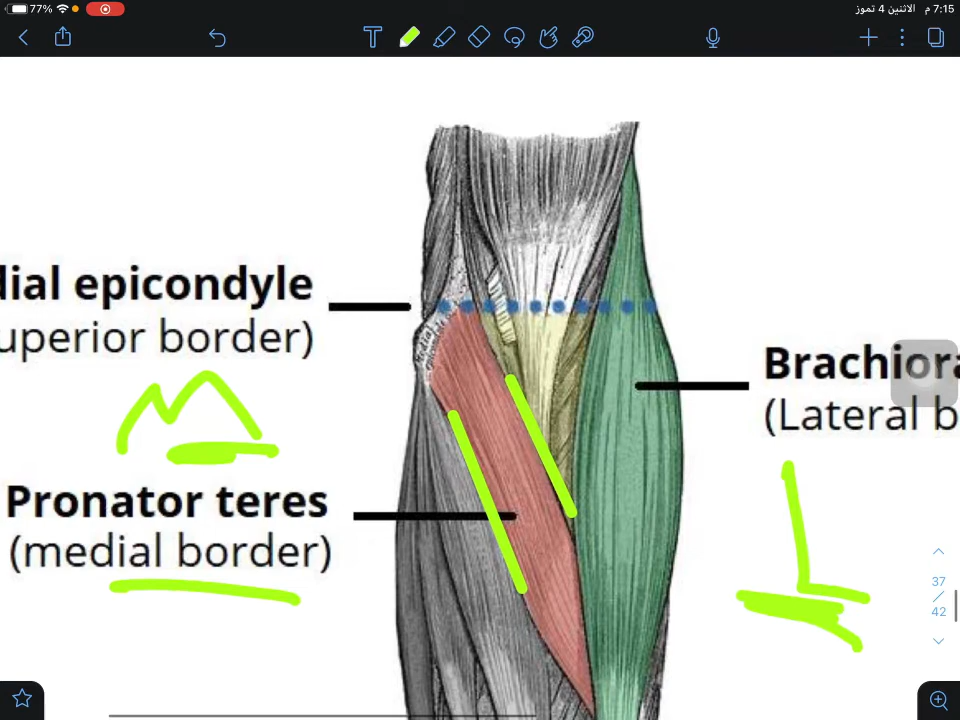 77%
7:15 م الاثنين 4 تموز
dial epicondyle
uperior border)
M
Pronator teres
(medial border)
Brachiora
(Lateral b
L
37
/
42